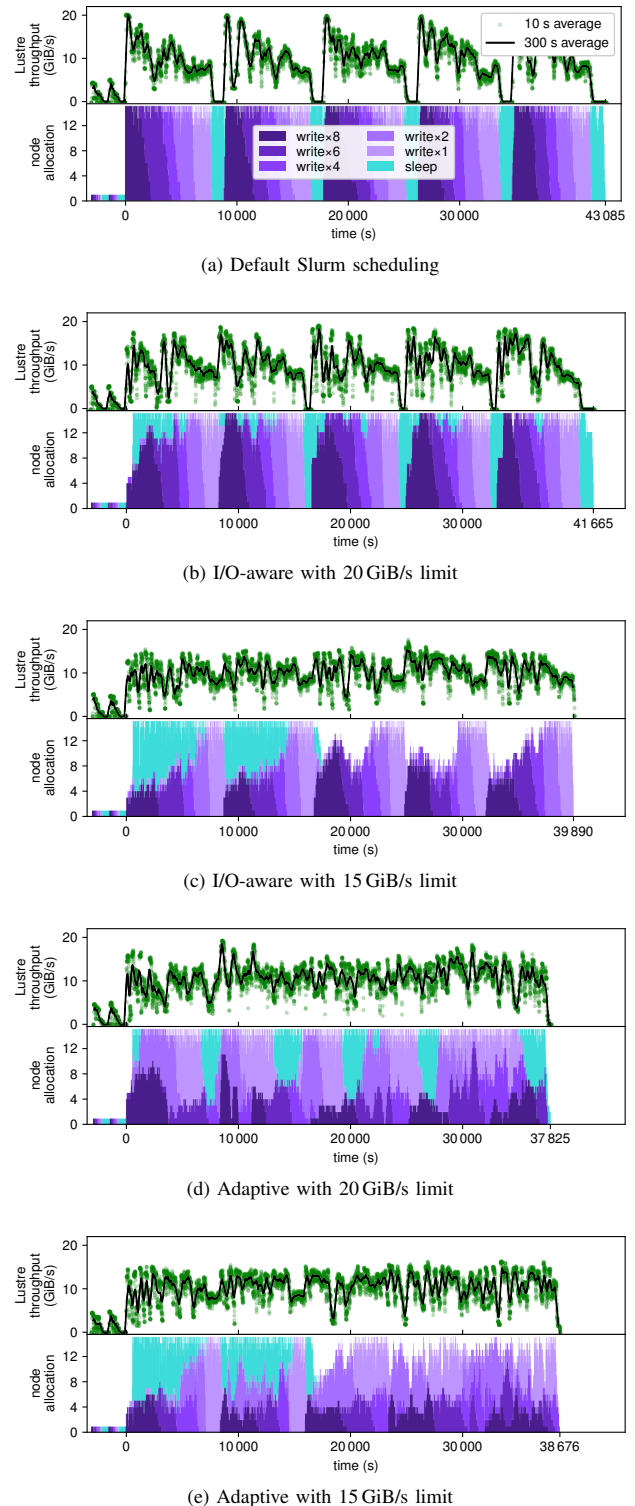 Lustre
throughput
(GiB/s)
20
10
0
10 s average
300 s average
node
allocation
12
8
4
0
write×8
write×6
write×4
write×2
write×1
sleep
0
10 000
20 000
30 000
43 085
time (s)
(a) Default Slurm scheduling
Lustre
throughput
(GiB/s)
20
10
0
node
allocation
12
8
4
0
0
10 000
20 000
30 000
41 665
time (s)
(b) I/O-aware with 20 GiB/s limit
Lustre
throughput
(GiB/s)
20
10
0
node
allocation
12
8
4
0
0
10 000
20 000
30 000
39 890
time (s)
(c) I/O-aware with 15 GiB/s limit
Lustre
throughput
(GiB/s)
20
10
0
node
allocation
12
8
4
0
0
10 000
20 000
30 000
37 825
time (s)
(d) Adaptive with 20 GiB/s limit
Lustre
throughput
(GiB/s)
20
10
0
node
allocation
12
8
4
0
0
10 000
20 000
30 000
38 676
time (s)
(e) Adaptive with 15 GiB/s limit